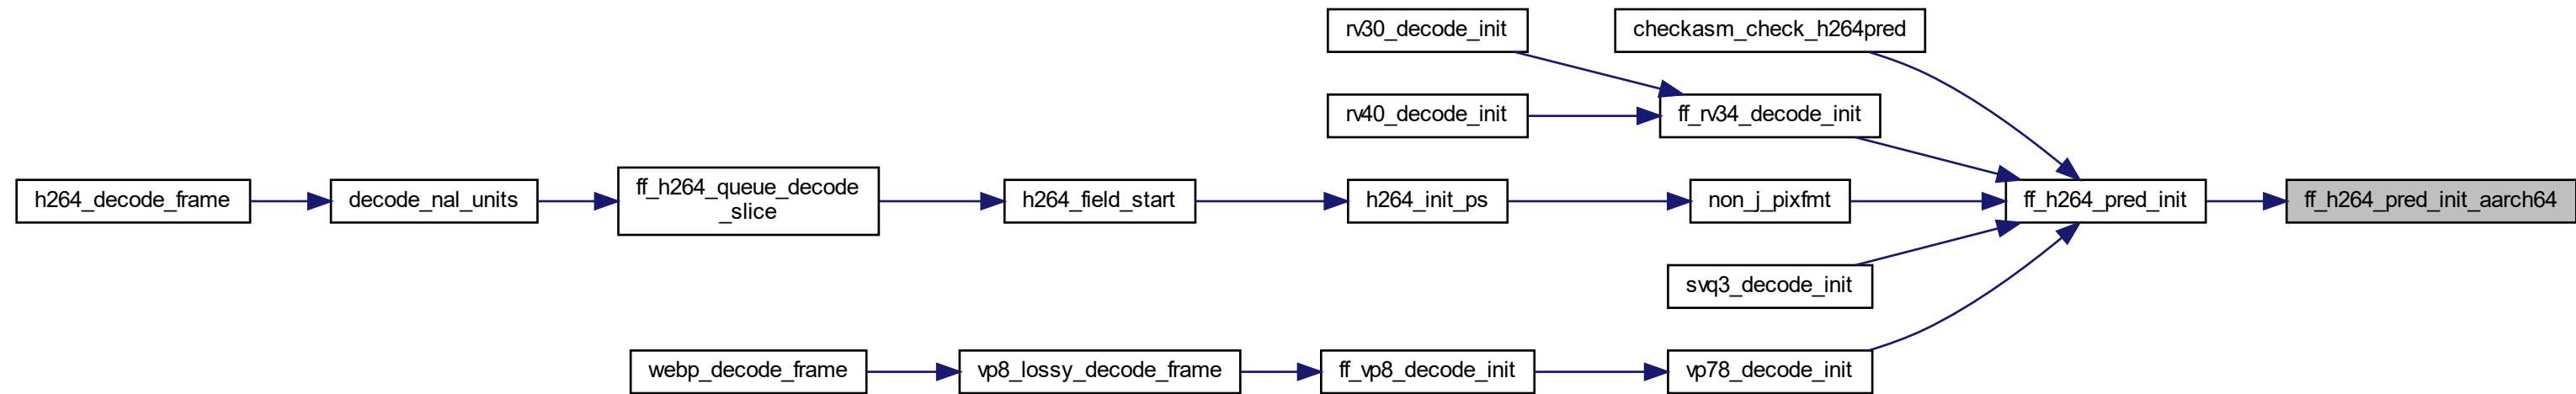 rv30_decode_init
checkasm_check_h264pred
rv40_decode_init
ff_rv34_decode_init
h264_decode_frame
decode_nal_units
ff_h264_queue_decode
_slice
h264_field_start
h264_init_ps
non_j_pixfmt
ff_h264_pred_init
ff_h264_pred_init_aarch64
svq3_decode_init
webp_decode_frame
vp8_lossy_decode_frame
ff_vp8_decode_init
vp78_decode_init